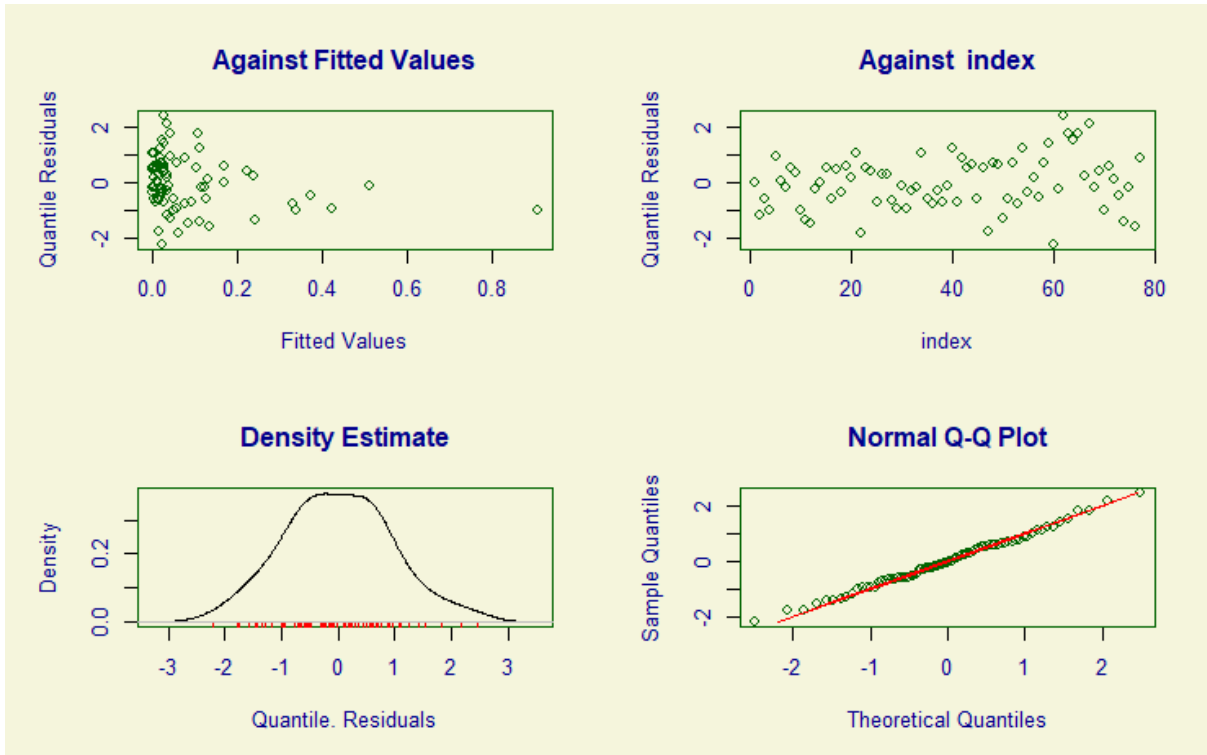 Against Fitted Values
Quantile Residuals
2
0
-2
0.0 0.2 0.4 0.6 0.8
Fitted Values
Against index
Quantile Residuals
2
0
-2
0 20 40 60 80
index
Density Estimate
Density
0.2
0.0
-3 -2 -1 0 1 2 3
Quantile. Residuals
Normal Q-Q Plot
Sample Quantiles
2
0
-2
-2 -1 0 1 2
Theoretical Quantiles